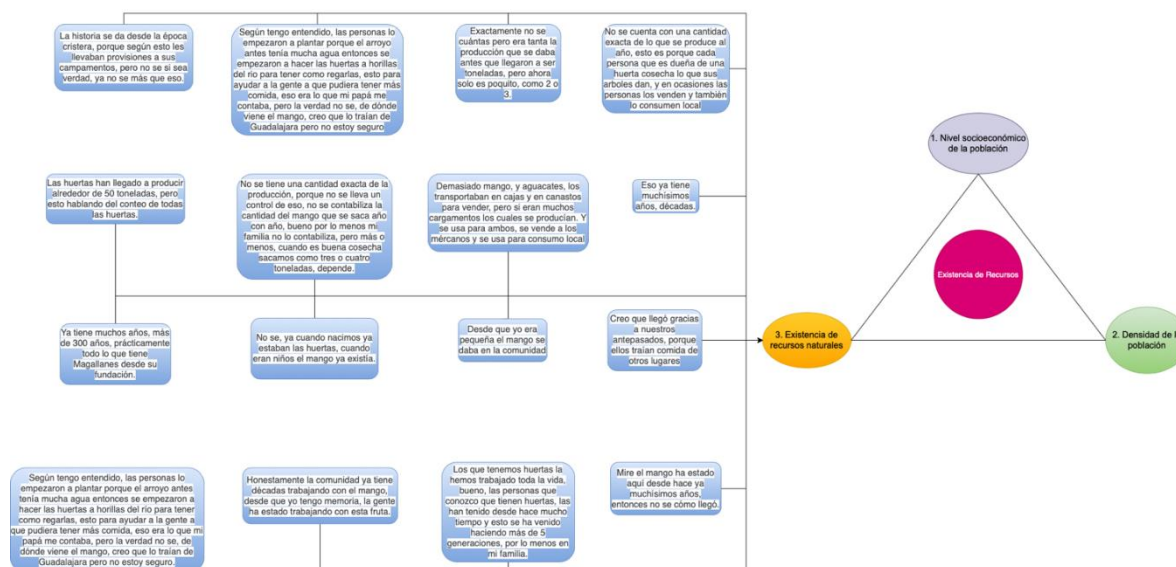 La historia se da desde la época
cristera, porque según esto les
llevaban provisiones a sus
campamentos, pero no se si sea
verdad, ya no se más que eso.
Según tengo entendido, las personas lo
empezaron a plantar porque el arroyo
antes tenía mucha agua entonces se
empezaron a hacer las huertas a horillas
del rio para tener como regarlas, esto para
ayudar a la gente a que pudiera tener más
comida, eso era lo que mi papá me
contaba, pero la verdad no se, de dónde
viene el mango, creo que lo traían de
Guadalajara pero no estoy seguro
Exactamente no se
cuántas pero era tanta la
producción que se daba
antes que llegaron a ser
toneladas, pero ahora
solo es poquito, como 2 o
3.
No se cuenta con una cantidad
exacta de lo que se produce al
año, esto es porque cada
persona que es dueña de una
huerta cosecha lo que sus
arboles dan, y en ocasiones las
personas los venden y también
lo consumen local
1. Nivel socioeconómico
de la población
Las huertas han llegado a producir
alrededor de 50 toneladas, pero
esto hablando del conteo de todas
las huertas.
No se tiene una cantidad exacta de la
producción, porque no se lleva un
control de eso, no se contabiliza la
cantidad del mango que se saca año
con año, bueno por lo menos mi
familia no lo contabiliza, pero más o
menos, cuando es buena cosecha
sacamos como tres o cuatro
toneladas, depende.
Demasiado mango, y aguacates, los
transportaban en cajas y en canastos
para vender, pero si eran muchos
cargamentos los cuales se producían. Y
se usa para ambos, se vende a los
mércanos y se usa para consumo local
Eso ya tiene
muchísimos
años, décadas.
Existencia de Recursos
Ya tiene muchos años, más
de 300 años, prácticamente
todo lo que tiene
Magallanes desde su
fundación.
No se, ya cuando nacimos ya
estaban las huertas, cuando
eran niños el mango ya existía.
Desde que yo era
pequeña el mango se
daba en la comunidad
Creo que llegó gracias
a nuestros
antepasados, porque
ellos traían comida de
otros lugares
3. Existencia de
recursos naturales
2. Densidad de la
población
Según tengo entendido, las personas lo
empezaron a plantar porque el arroyo antes
tenía mucha agua entonces se empezaron a
hacer las huertas a horillas del rio para tener
como regarlas, esto para ayudar a la gente a
que pudiera tener más comida, eso era lo que mi
papá me contaba, pero la verdad no se, de
dónde viene el mango, creo que lo traían de
Guadalajara pero no estoy seguro.
Honestamente la comunidad ya tiene
décadas trabajando con el mango,
desde que yo tengo memoria, la gente
ha estado trabajando con esta fruta.
Los que tenemos huertas la
hemos trabajado toda la vida,
bueno, las personas que
conozco que tienen huertas, las
han tenido desde hace mucho
tiempo y esto se ha venido
haciendo más de 5
generaciones, por lo menos en
mi familia.
Mire el mango ha estado
aquí desde hace ya
muchísimos años,
entonces no se cómo llegó.